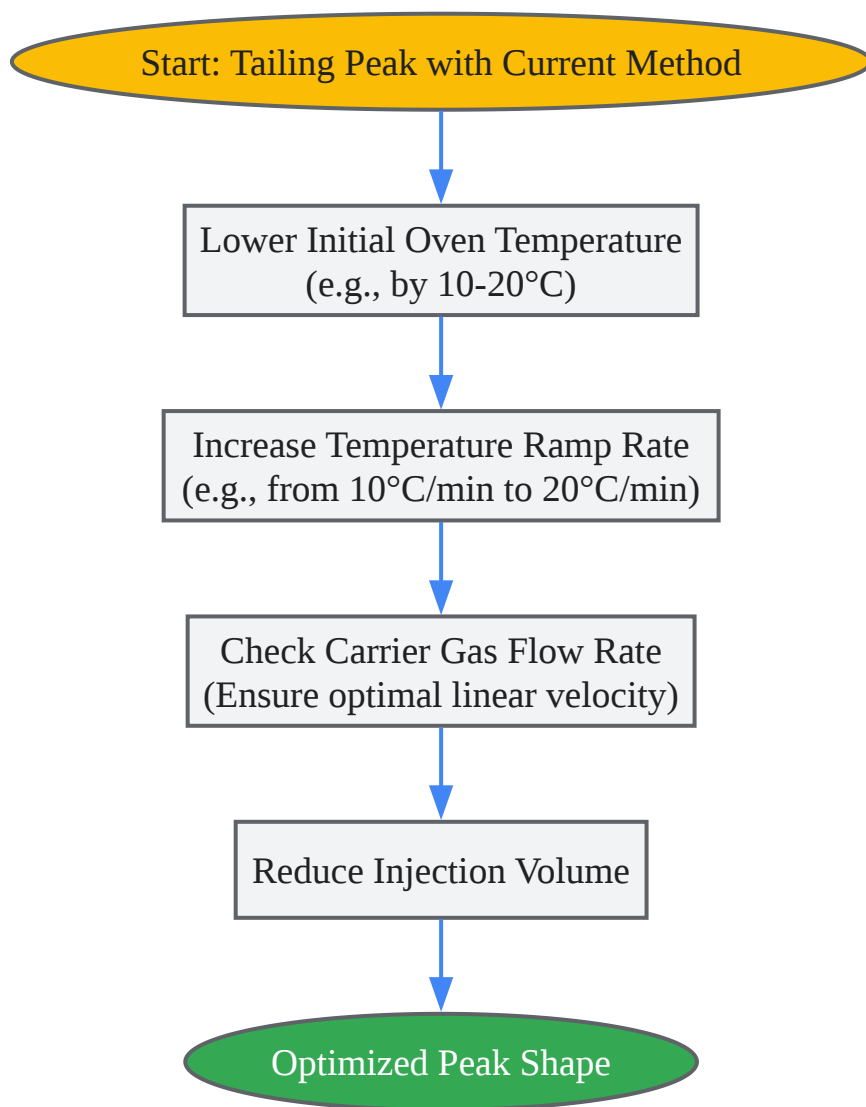 Start: Tailing Peak with Current Method
Lower Initial Oven Temperature
(e.g., by 10-20°C)
Increase Temperature Ramp Rate
(e.g., from 10°C/min to 20°C/min)
Check Carrier Gas Flow Rate
(Ensure optimal linear velocity)
Reduce Injection Volume
Optimized Peak Shape